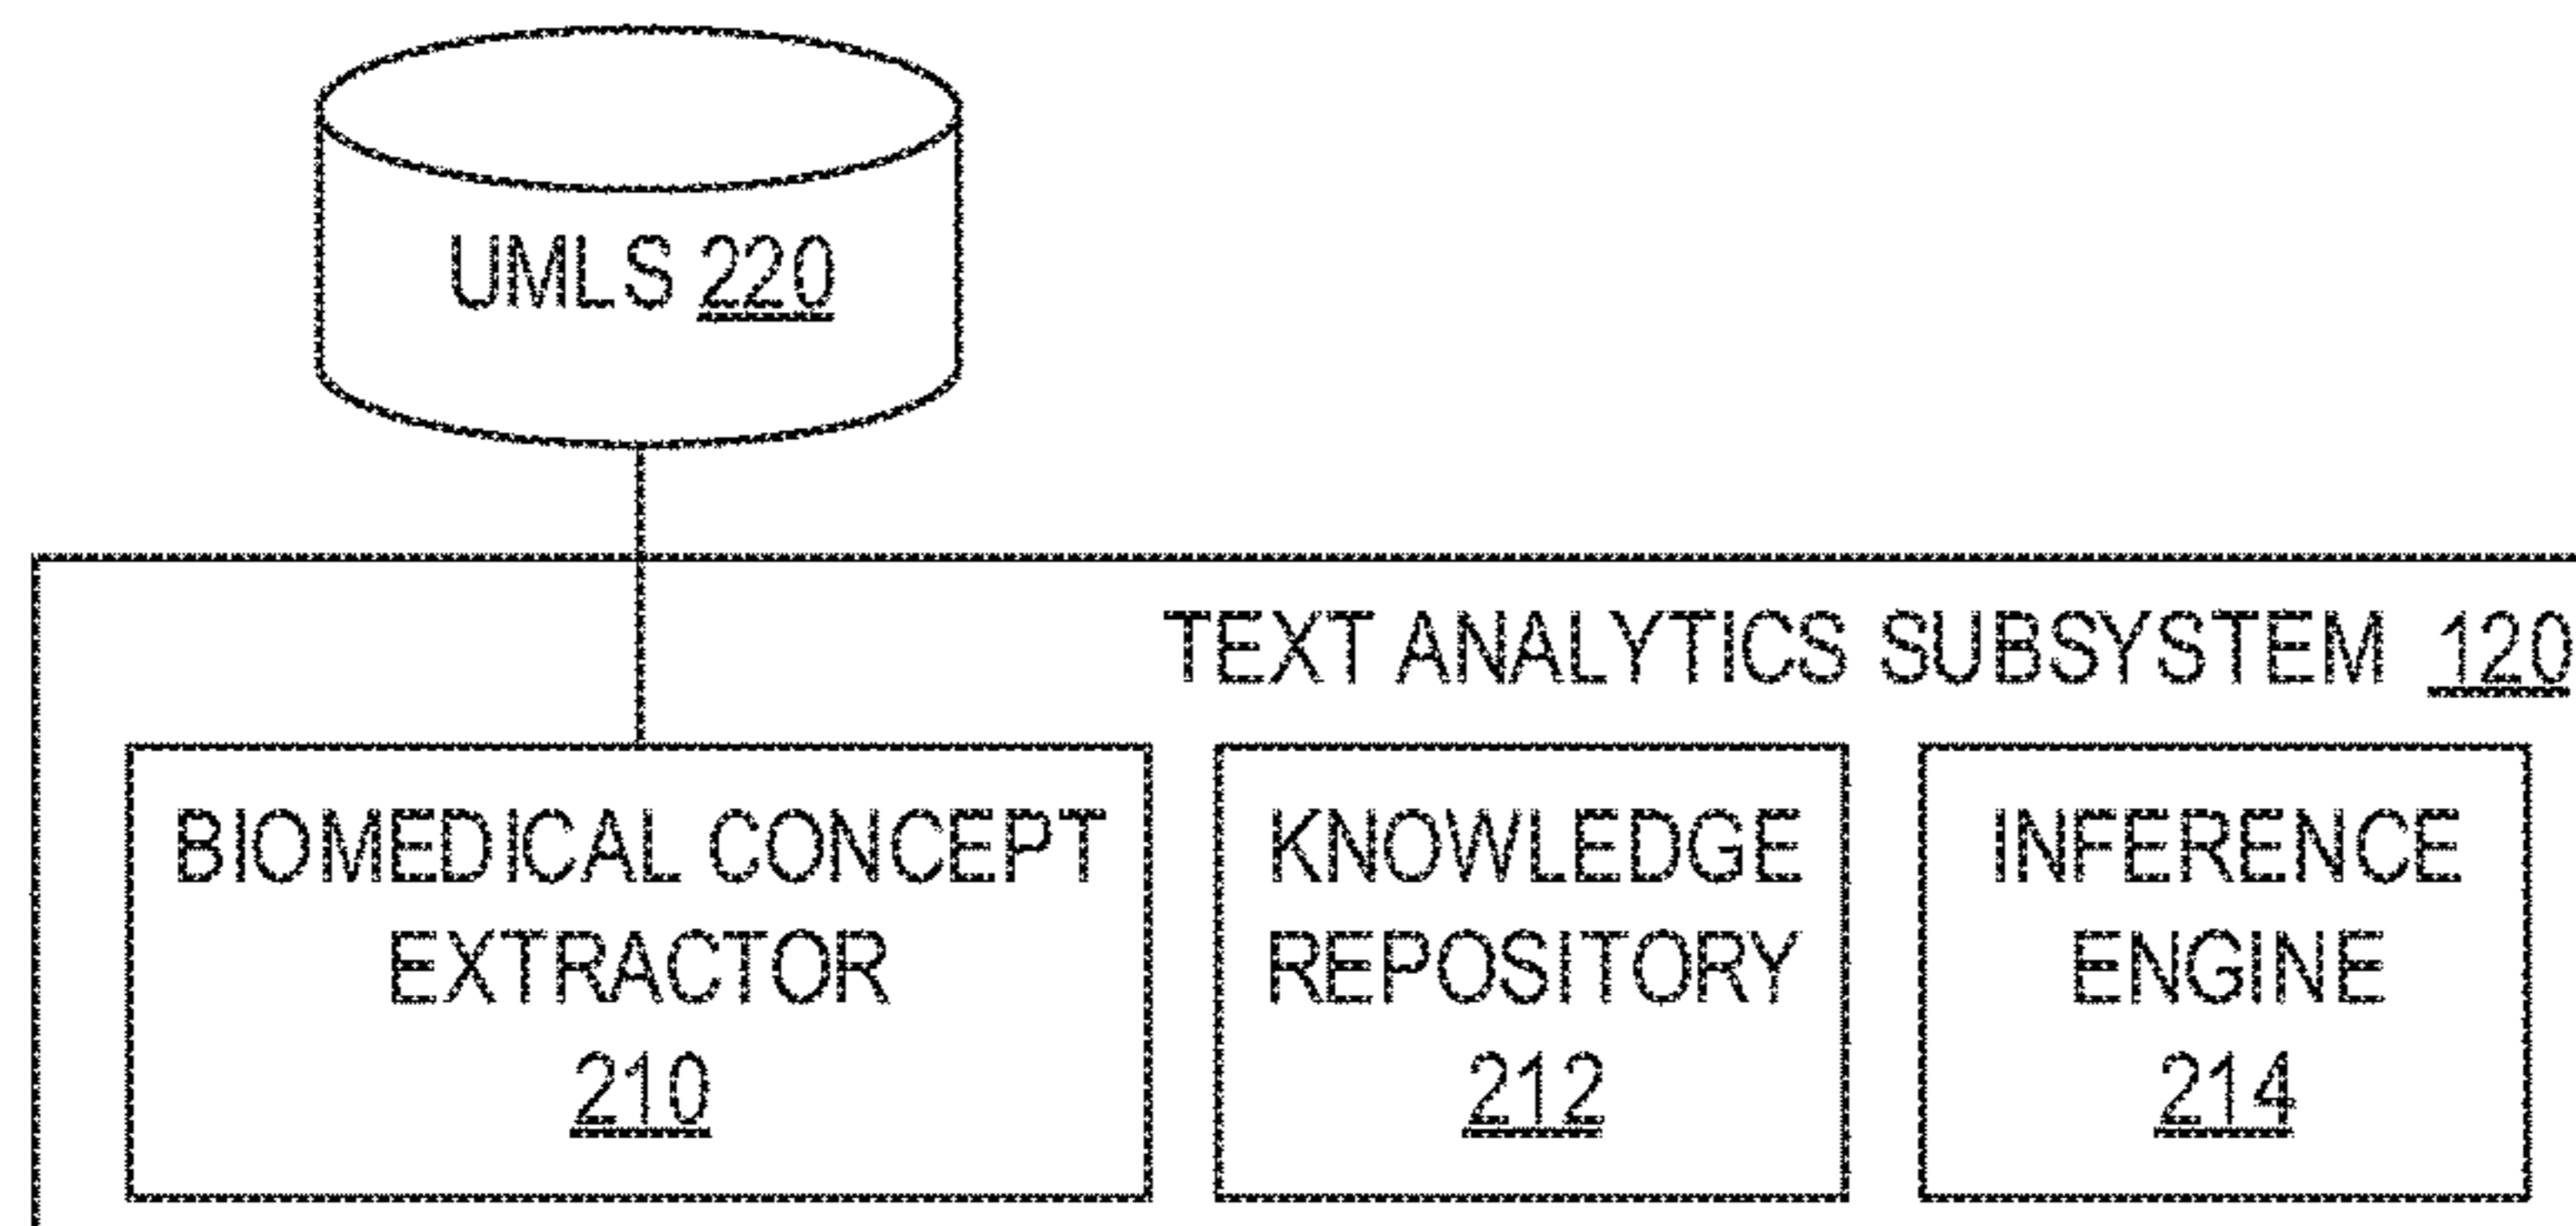 UMLS 220
TEXT ANALYTICS SUBSYSTEM 120
BIOMEDICAL CONCEPT
EXTRACTOR
210
KNOWLEDGE
REPOSITORY
212
INFERENCE
ENGINE
214